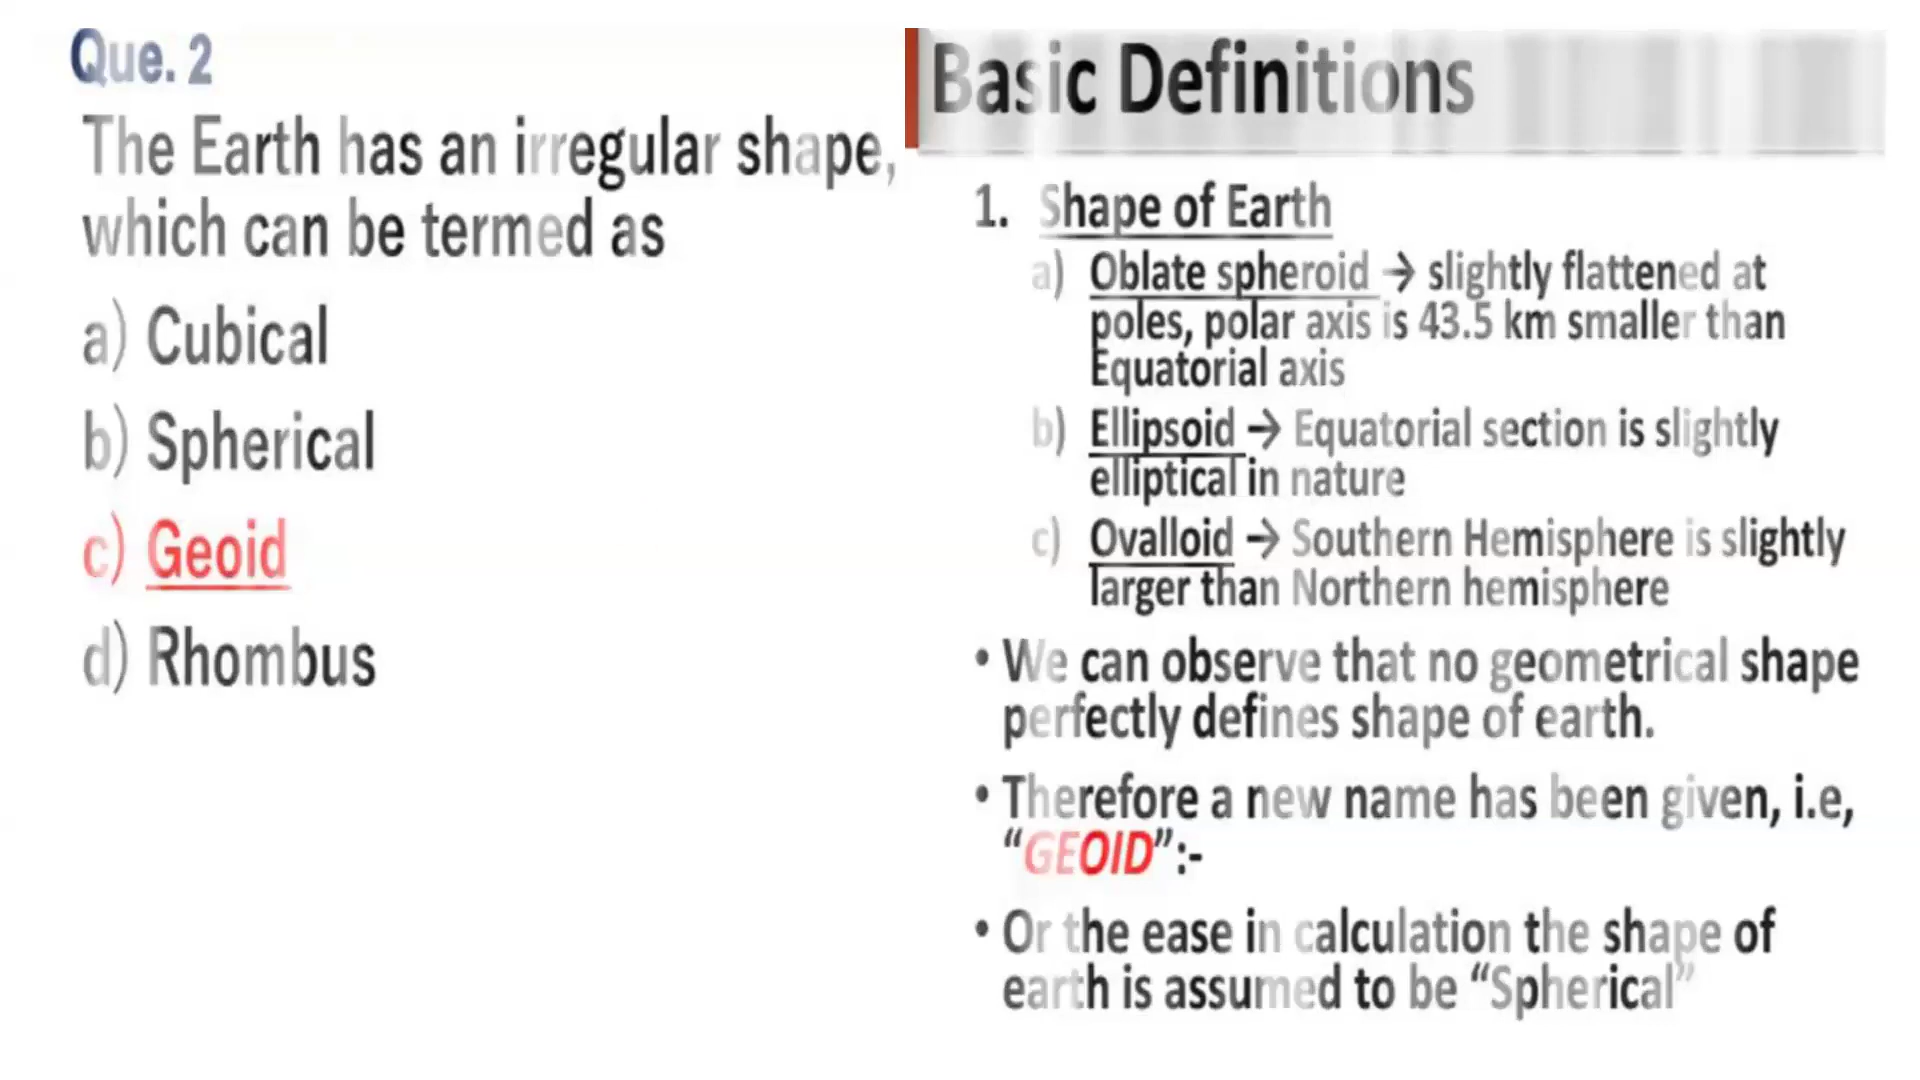 Que. 2
The Earth has an irregular shape,
which can be termed as
a) Cubical
b) Spherical
c) Geoid
d) Rhombus
Basic Definitions
1. Shape of Earth
a) Oblate spheroid → slightly flattened at
poles, polar axis is 43.5 km smaller than
Equatorial axis
b) Ellipsoid → Equatorial section is slightly
elliptical in nature
c) Ovalloid → Southern Hemisphere is slightly
larger than Northern hemisphere
• We can observe that no geometrical shape
perfectly defines shape of earth.
• Therefore a new name has been given, i.e,
“GEOID”:-
• Or the ease in calculation the shape of
earth is assumed to be “Spherical”